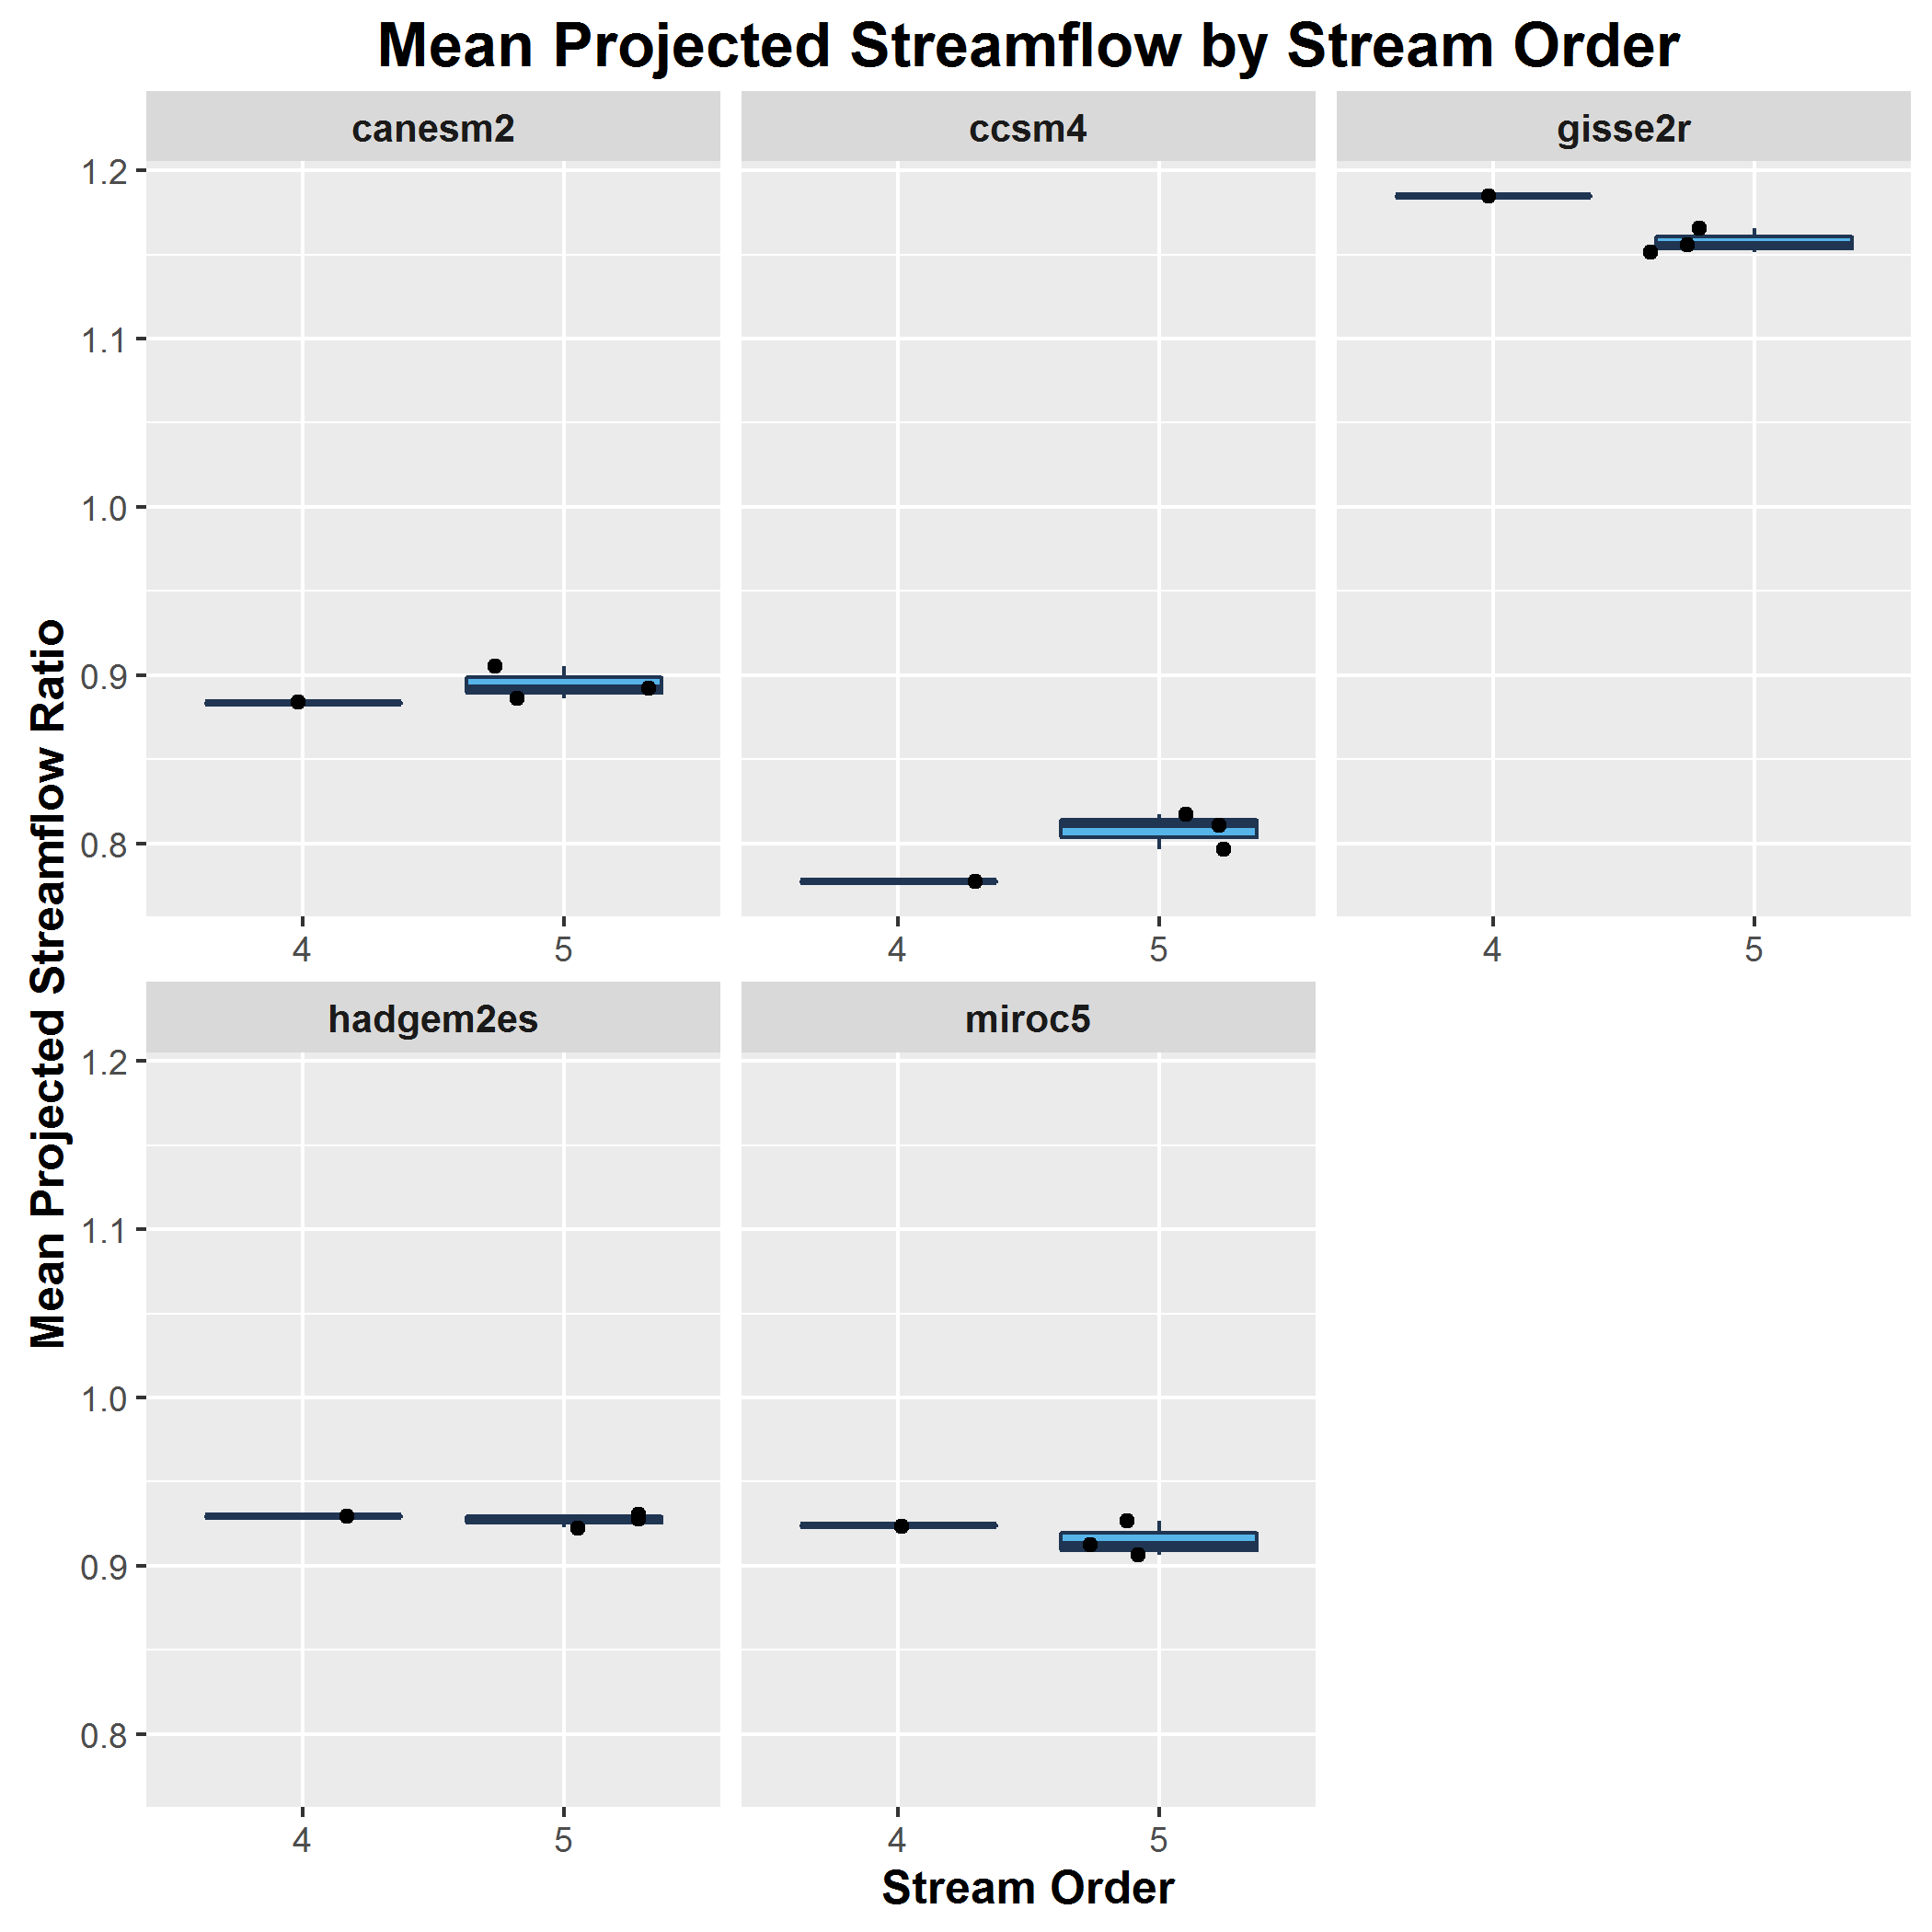 Mean Projected Streamflow by Stream Order
canesm2 ccsm4 gisse2r
1.2
1.1
1.0
0.9
0.8
4 5 4 5 4 5
Mean Projected Streamflow Ratio
hadgem2es miroc5
1.2
1.1
1.0
0.9
0.8
4 5 4 5
Stream Order